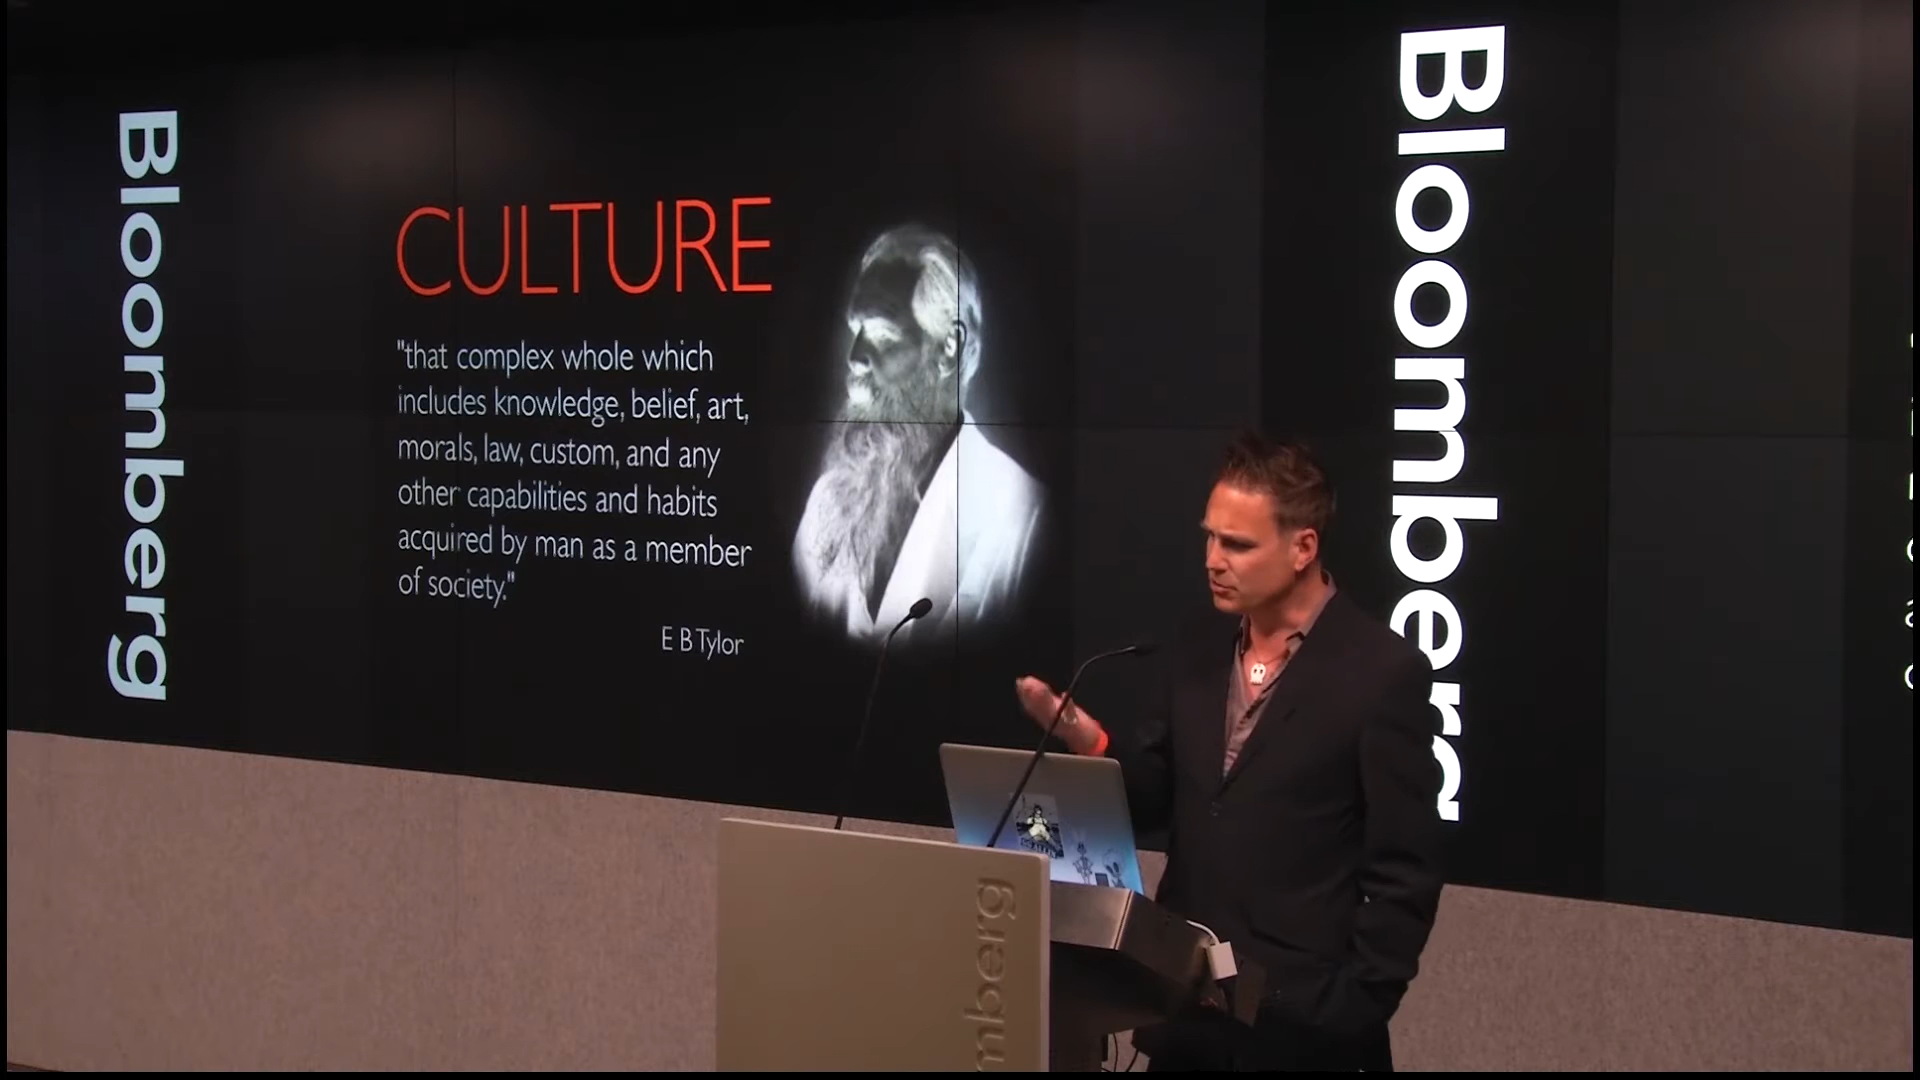 Bloomberg
CULTURE
"that complex whole which
includes knowledge, belief, art,
morals, law, custom, and any
other capabilities and habits
acquired by man as a member
of society."
E B Tylor
Bloomberg
mberg